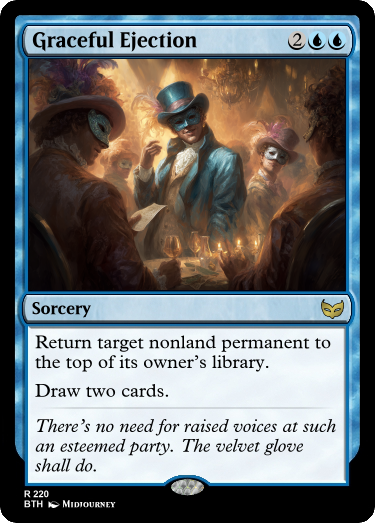 Graceful Ejection 2
Sorcery
Return target nonland permanent to
the top of its owner's library.
Draw two cards.
There's no need for raised voices at such
an esteemed party. The velvet glove
shall do.
R 220
BTH Midjourney